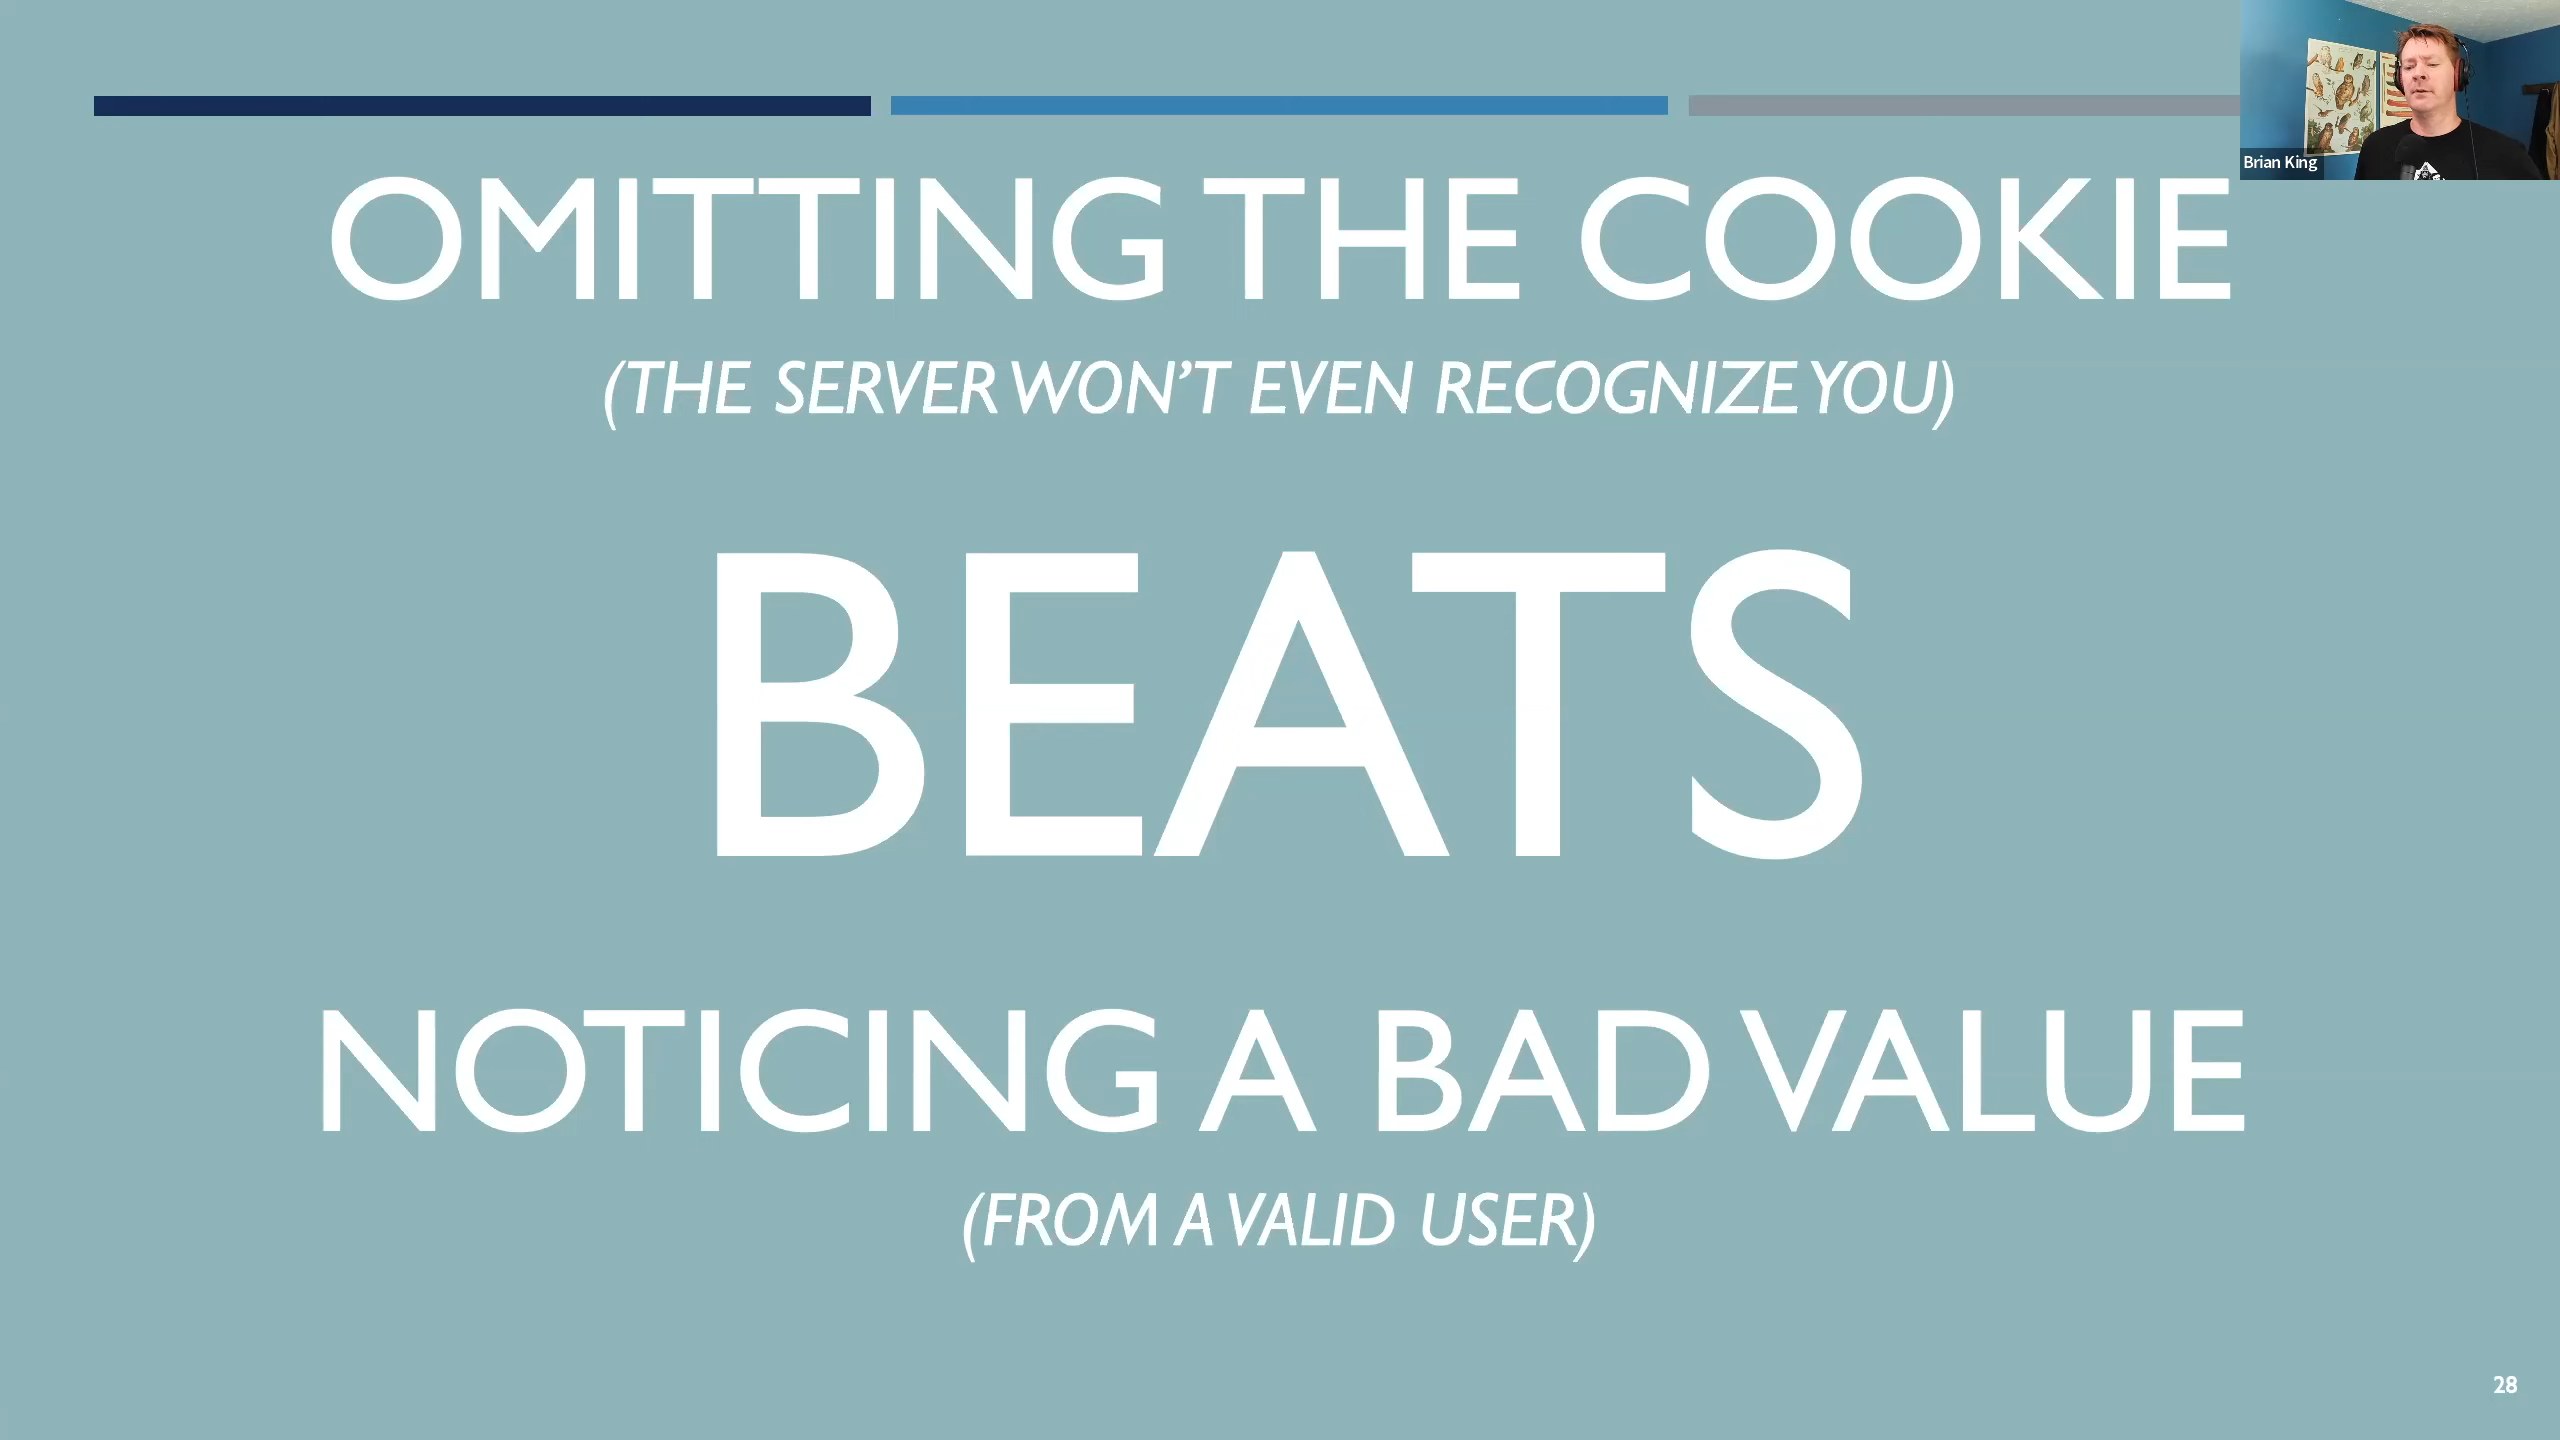 Brian King
OMITTING THE COOKIE
(THE SERVER WON'T EVEN RECOGNIZE YOU)
BEATS
NOTICING A BAD VALUE
(FROM A VALID USER)
28